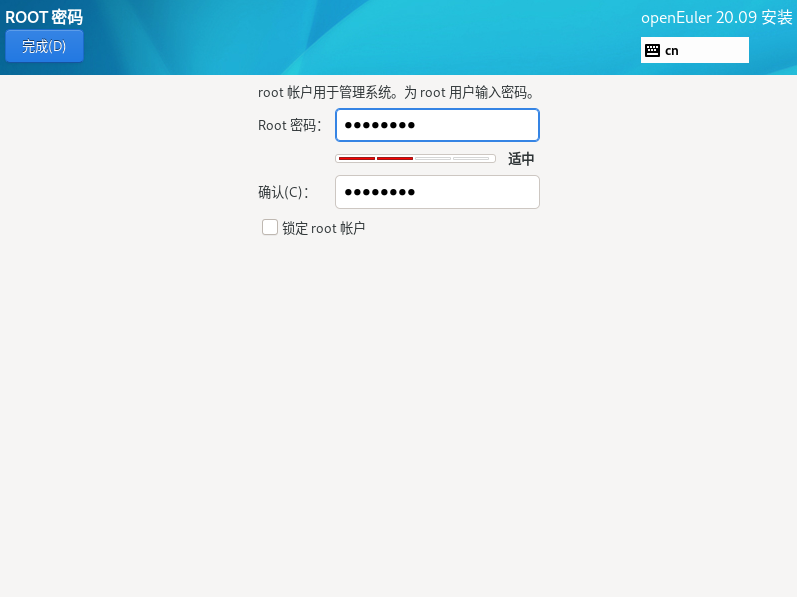 ROOT 密码
openEuler 20.09 安装
完成(D)
cn
root 帐户用于管理系统。为 root 用户输入密码。
Root 密码： ●●●●●●●●
适中
确认(C)： ●●●●●●●●
锁定 root 帐户